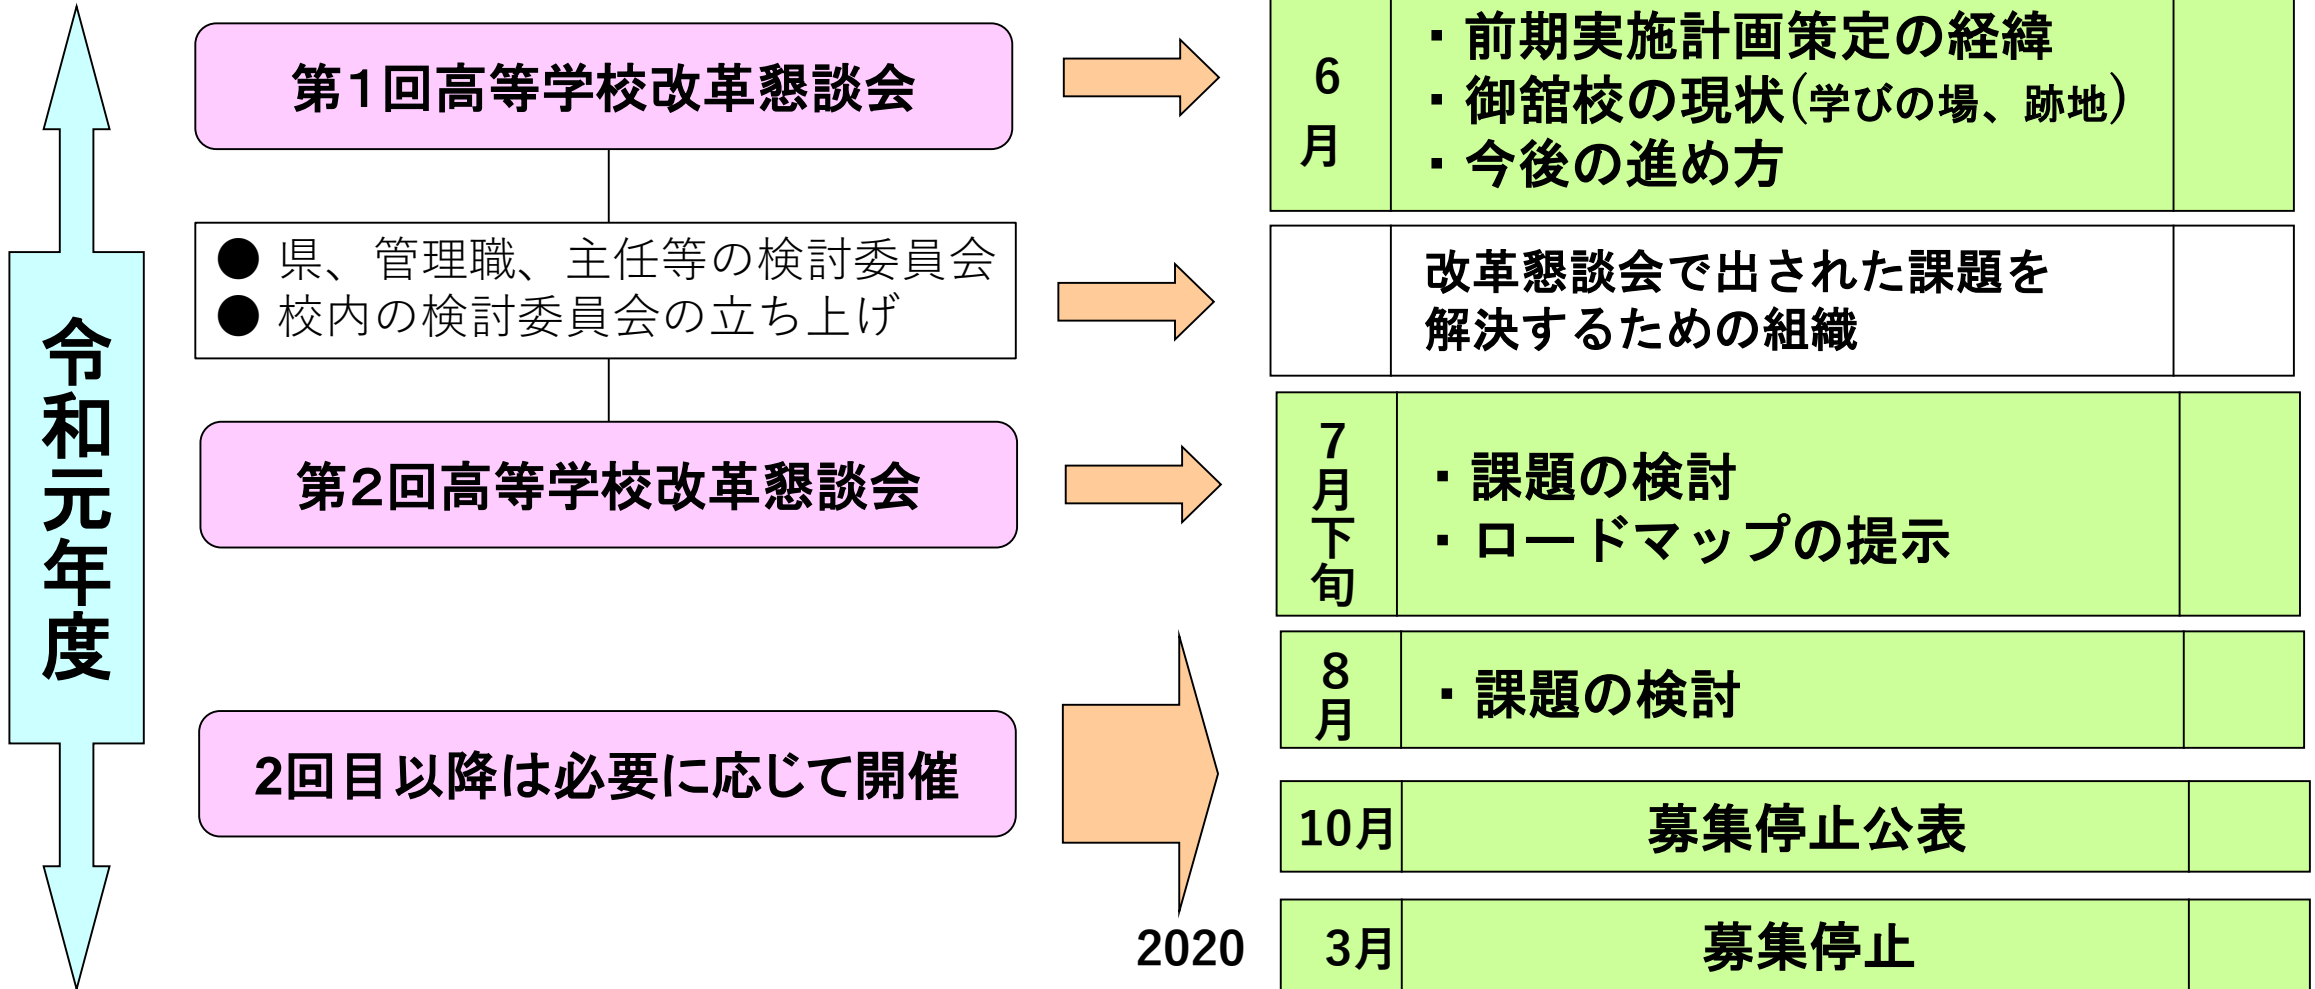 令和元年度
第1回高等学校改革懇談会
6月
・前期実施計画策定の経緯
・御舘校の現状(学びの場、跡地)
・今後の進め方
● 県、管理職、主任等の検討委員会
● 校内の検討委員会の立ち上げ
改革懇談会で出された課題を
解決するための組織
第2回高等学校改革懇談会
7月下旬
・課題の検討
・ロードマップの提示
2回目以降は必要に応じて開催
8月
・課題の検討
10月
募集停止公表
2020
3月
募集停止